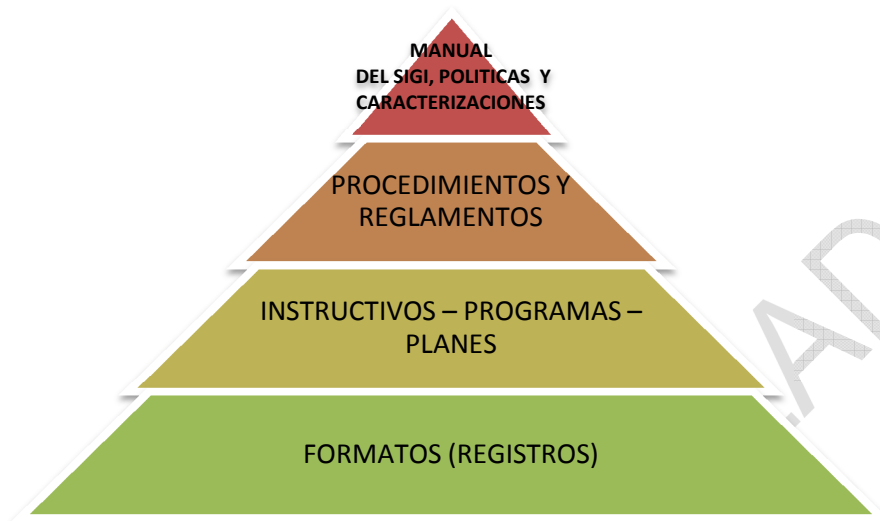 MANUAL
DEL SIGI, POLITICAS Y
CARACTERIZACIONES
PROCEDIMIENTOS Y
REGLAMENTOS
INSTRUCTIVOS – PROGRAMAS –
PLANES
FORMATOS (REGISTROS)